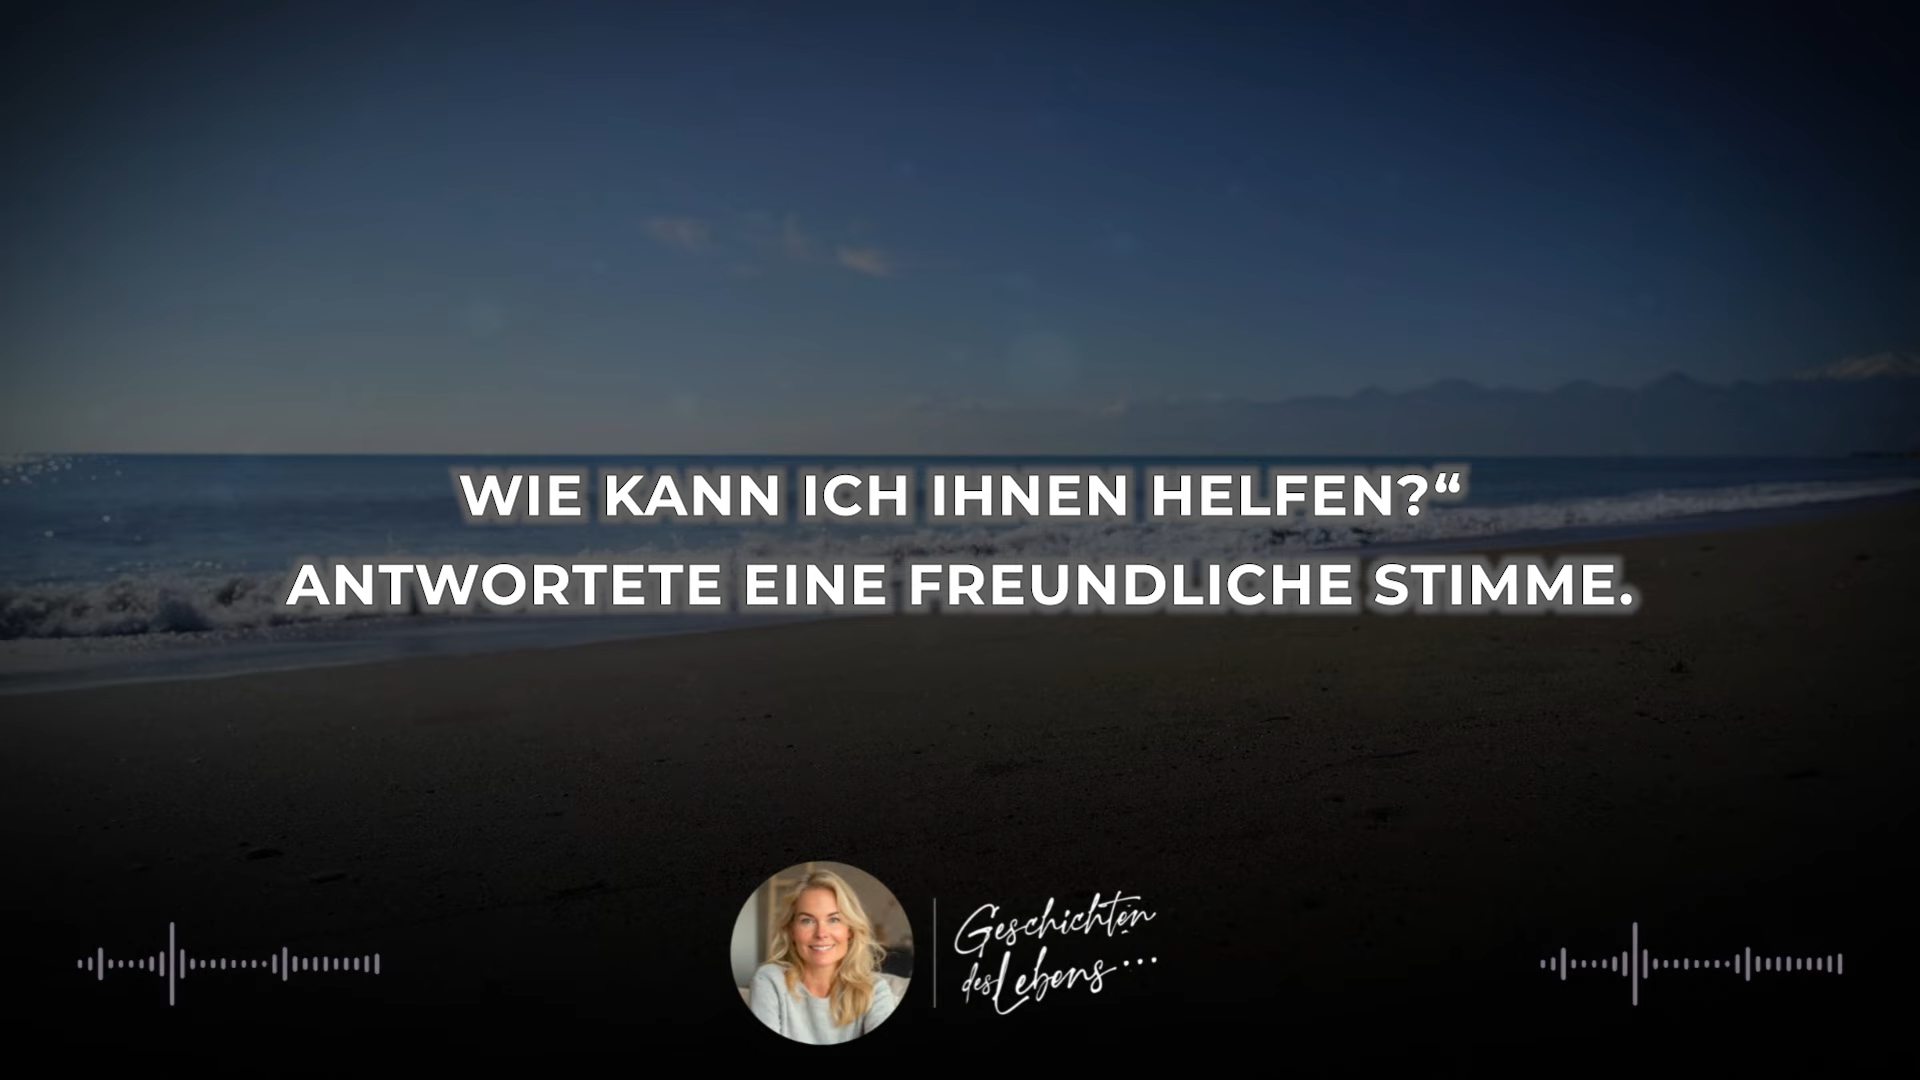 WIE KANN ICH IHNEN HELFEN?“
ANTWORTETE EINE FREUNDLICHE STIMME.
Geschichten
des Lebens...